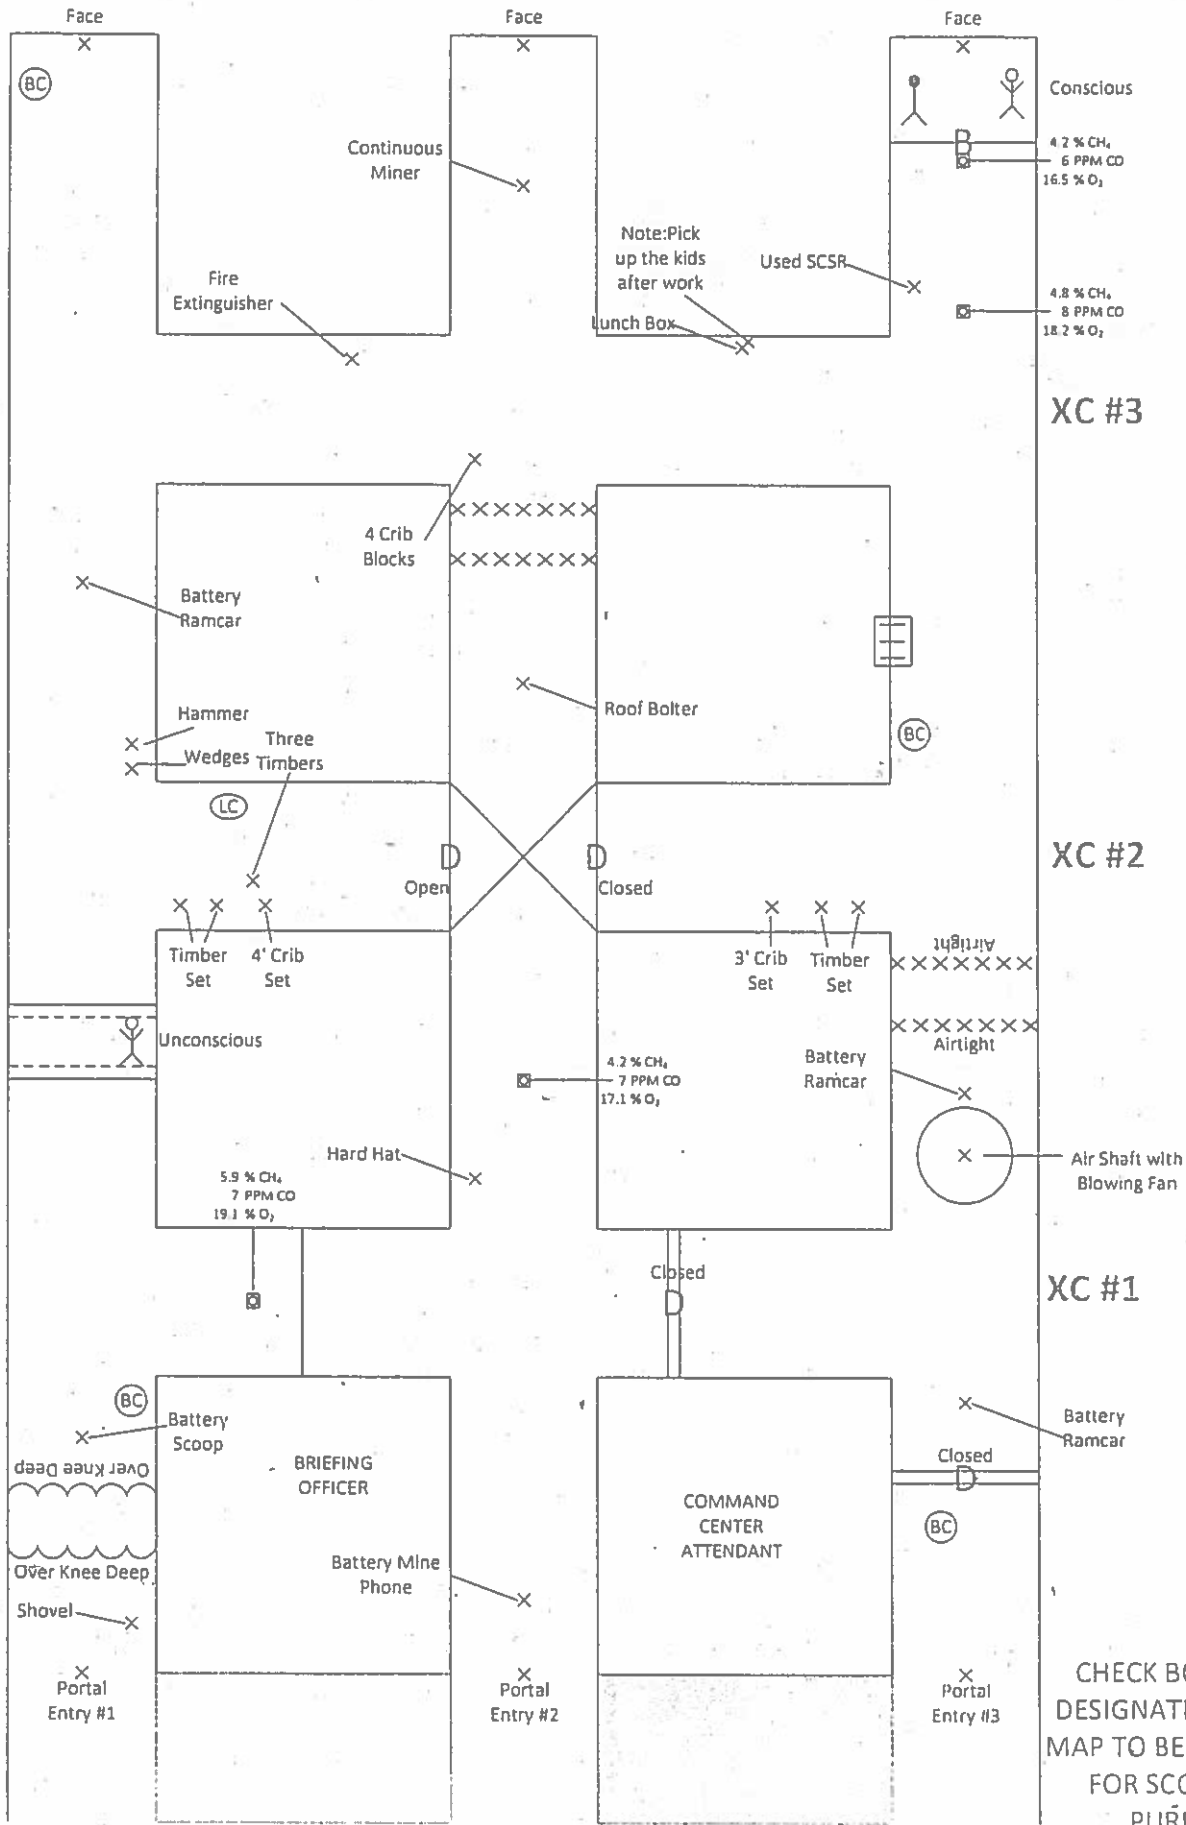 Face
Face
Face
BC
Conscious
Continuous
Miner
4.2 % CH₄
6 PPM CO
16.5 % O₂
Note:Pick
up the kids
after work
Used SCSR
Fire
Extinguisher
Lunch Box
4.8 % CH₄
8 PPM CO
18.2 % O₂
XC #3
4 Crib
Blocks
Battery
Ramcar
Roof Bolter
Hammer
Wedges
Three
Timbers
BC
LC
XC #2
Open
Closed
Timber
Set
4' Crib
Set
3' Crib
Set
Timber
Set
Airtight
Airtight
Unconscious
4.2 % CH₄
7 PPM CO
17.1 % O₂
Battery
Ramcar
Hard Hat
Air Shaft with
Blowing Fan
5.9 % CH₄
7 PPM CO
19.1 % O₂
Closed
XC #1
BC
Battery
Scoop
Over Knee Deep
BRIEFING
OFFICER
Battery
Ramcar
Closed
COMMAND
CENTER
ATTENDANT
BC
Over Knee Deep
Battery Mine
Phone
Shovel
Portal
Entry #1
Portal
Entry #2
Portal
Entry #3
CHECK
DESIGNAT
MAP TO BE
FOR SCO
PUR